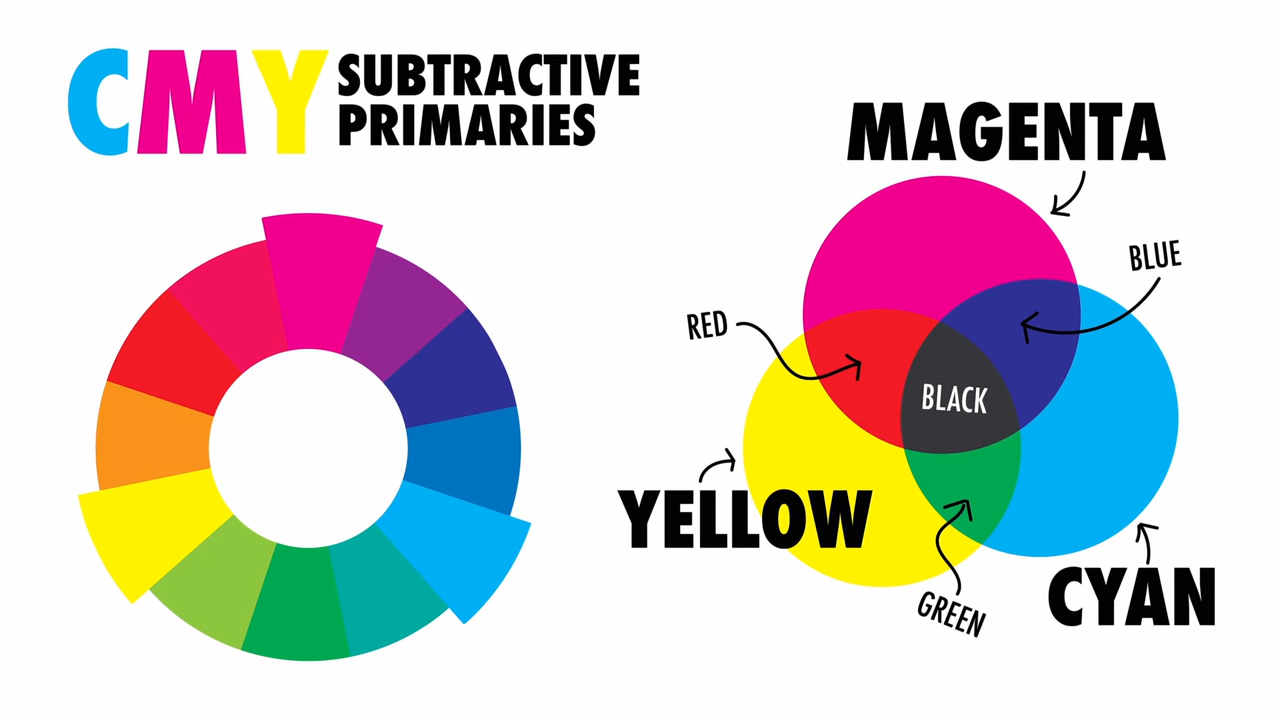 CMY SUBTRACTIVE
PRIMARIES
MAGENTA
BLUE
RED
BLACK
YELLOW
GREEN
CYAN